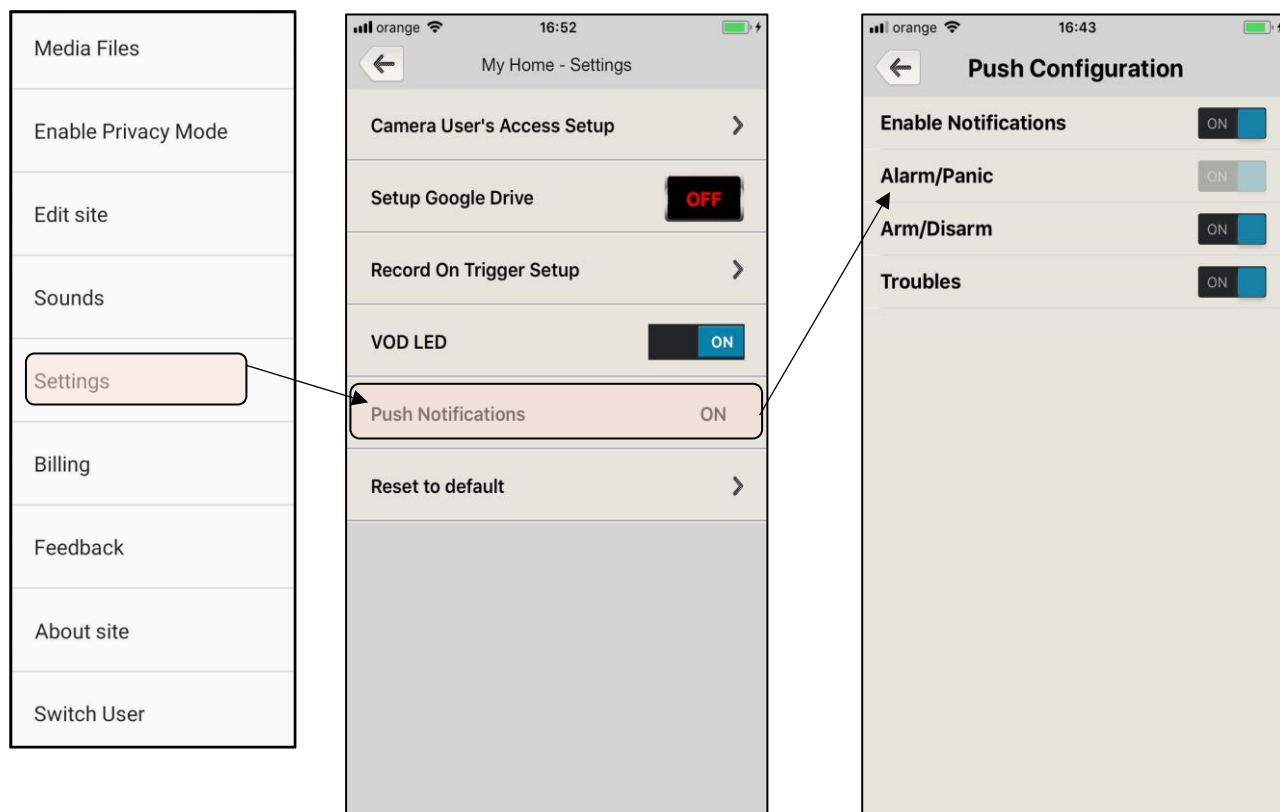 Media Files
Enable Privacy Mode
Edit site
Sounds
Settings
Billing
Feedback
About site
Switch User
orange 16:52
My Home - Settings
Camera User's Access Setup
Setup Google Drive OFF
Record On Trigger Setup
VOD LED ON
Push Notifications ON
Reset to default
orange 16:43
Push Configuration
Enable Notifications ON
Alarm/Panic ON
Arm/Disarm ON
Troubles ON